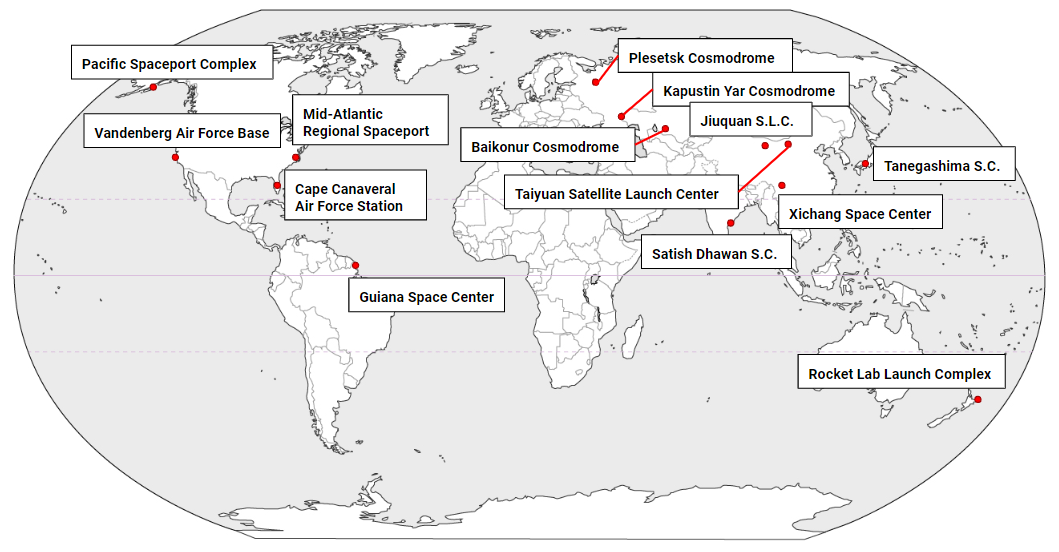 Pacific Spaceport Complex
Plesetsk Cosmodrome
Kapustin Yar Cosmodrome
Vandenberg Air Force Base
Mid-Atlantic
Regional Spaceport
Jiuquan S.L.C.
Baikonur Cosmodrome
Tanegashima S.C.
Cape Canaveral
Air Force Station
Taiyuan Satellite Launch Center
Xichang Space Center
Satish Dhawan S.C.
Guiana Space Center
Rocket Lab Launch Complex